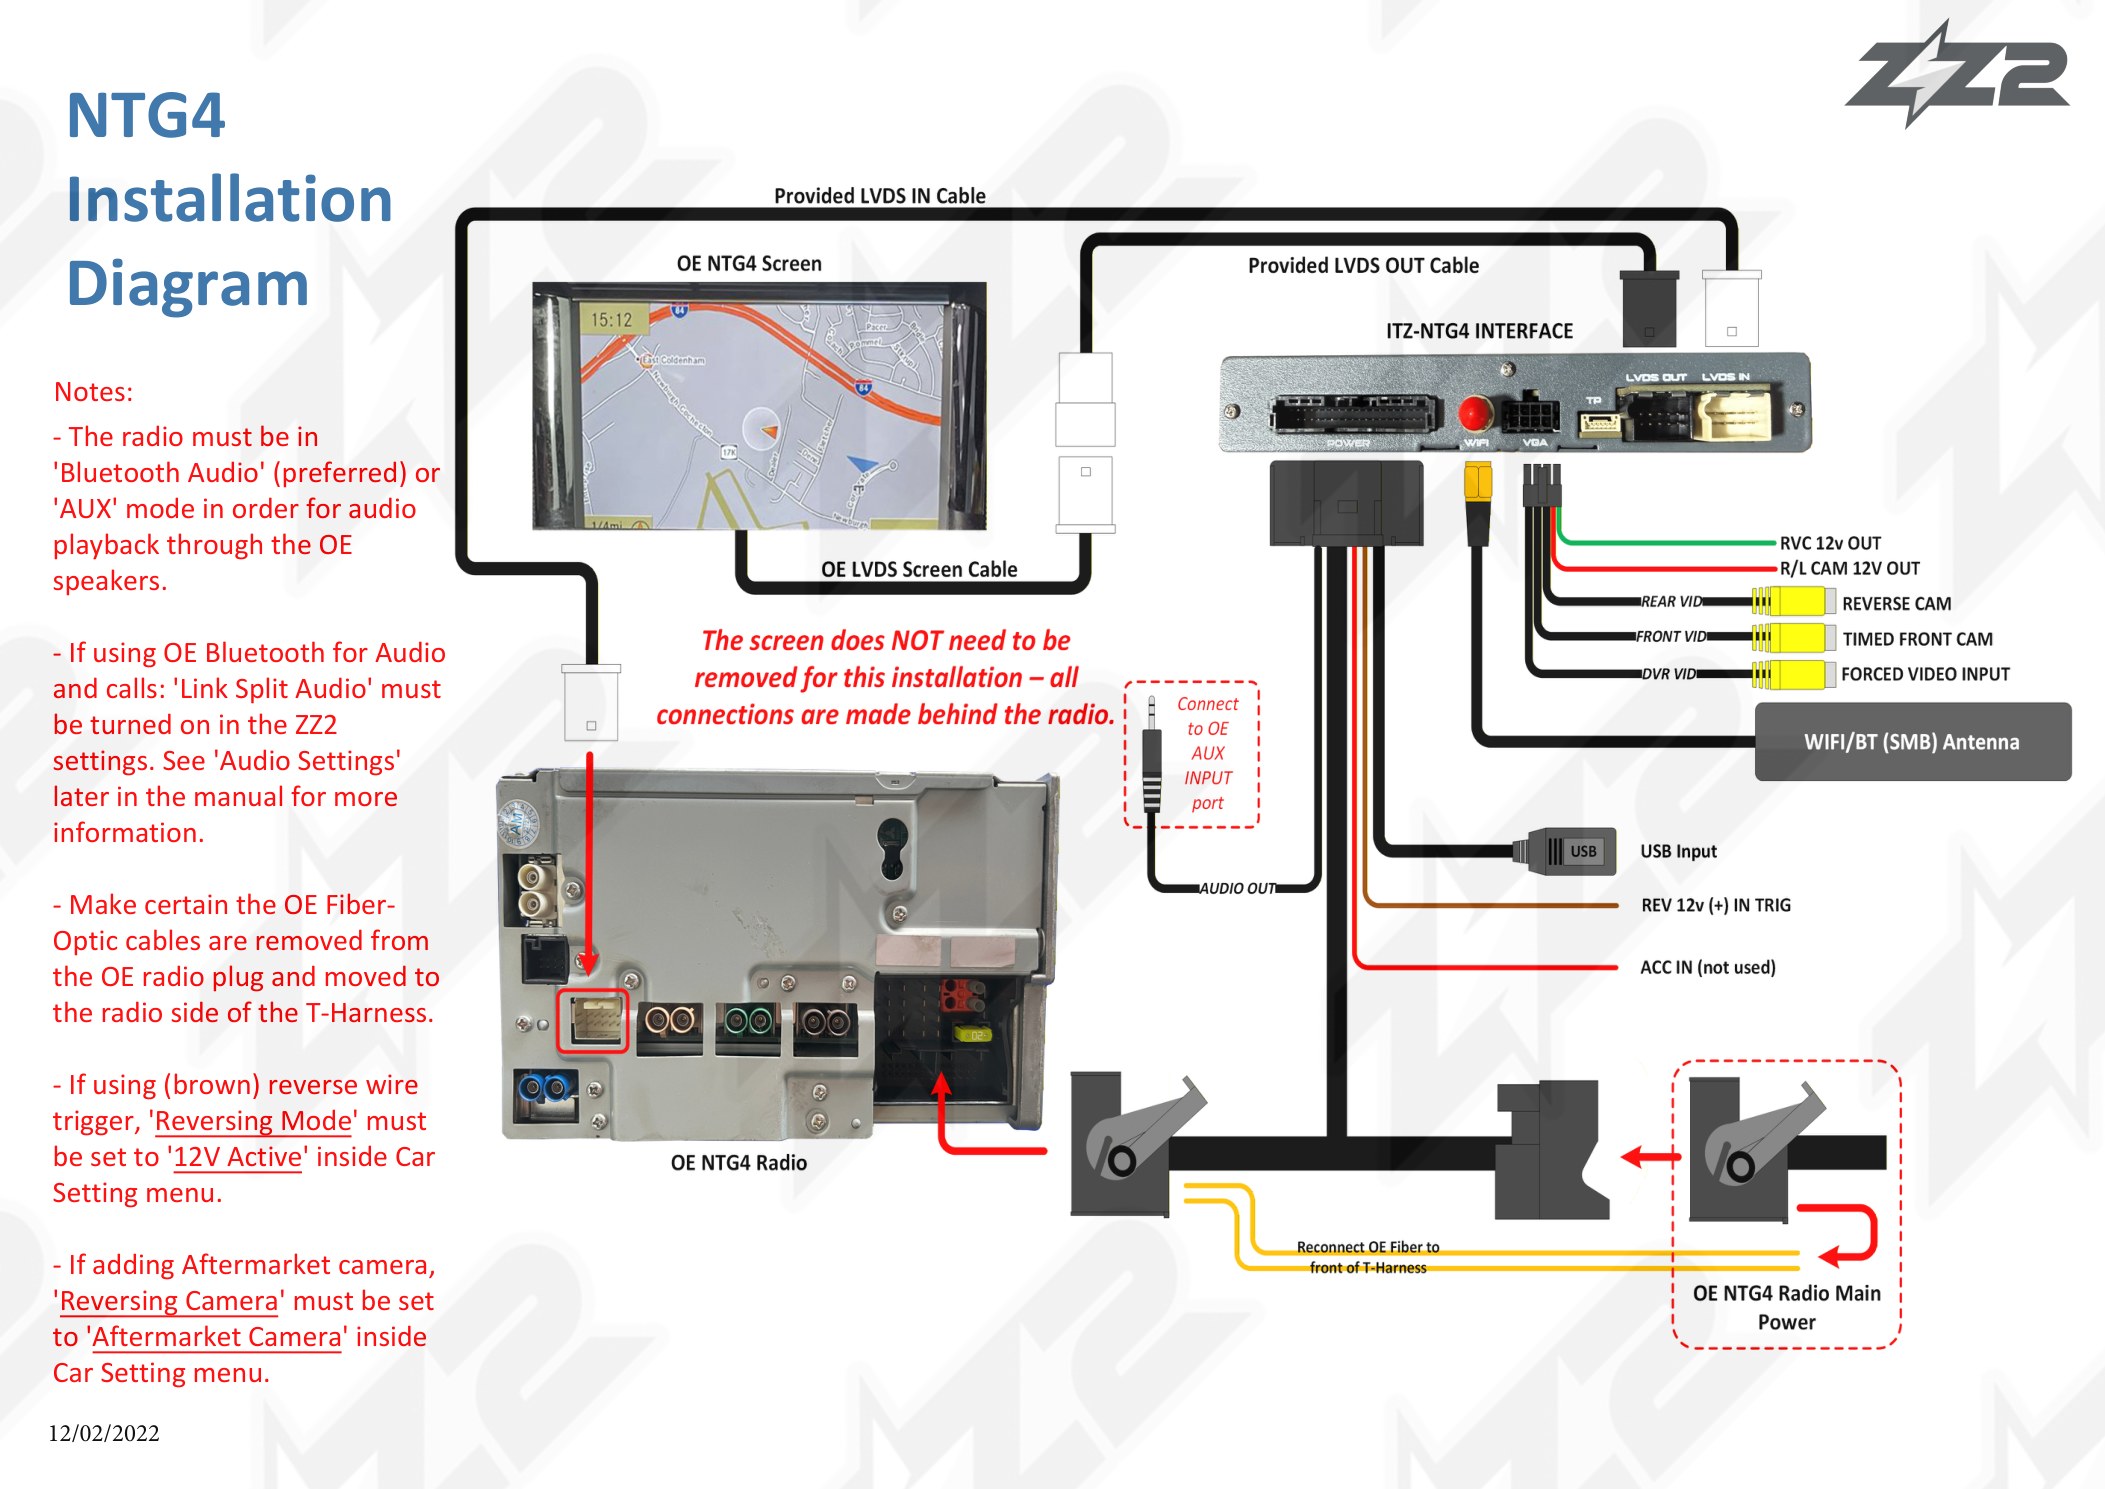 ZZ2
NTG4
Installation
Diagram
Notes:
- The radio must be in
'Bluetooth Audio' (preferred) or
'AUX' mode in order for audio
playback through the OE
speakers.
- If using OE Bluetooth for Audio
and calls: 'Link Split Audio' must
be turned on in the ZZ2
settings. See 'Audio Settings'
later in the manual for more
information.
- Make certain the OE Fiber-
Optic cables are removed from
the OE radio plug and moved to
the radio side of the T-Harness.
- If using (brown) reverse wire
trigger, 'Reversing Mode' must
be set to '12V Active' inside Car
Setting menu.
- If adding Aftermarket camera,
'Reversing Camera' must be set
to 'Aftermarket Camera' inside
Car Setting menu.
12/02/2022
Provided LVDS IN Cable
OE NTG4 Screen
Provided LVDS OUT Cable
ITZ-NTG4 INTERFACE
15:12
84
East Coldenham
84
17K
1/4mi
LVDS OUT LVDS IN
TP
POWER
WIFI
VGA
OE LVDS Screen Cable
The screen does NOT need to be
removed for this installation – all
connections are made behind the radio.
RVC 12v OUT
R/L CAM 12V OUT
REAR VID
REVERSE CAM
FRONT VID
TIMED FRONT CAM
DVR VID
FORCED VIDEO INPUT
WIFI/BT (SMB) Antenna
Connect
to OE
AUX
INPUT
port
AUDIO OUT
USB
USB Input
REV 12v (+) IN TRIG
ACC IN (not used)
OE NTG4 Radio
Reconnect OE Fiber to
front of T-Harness
OE NTG4 Radio Main
Power